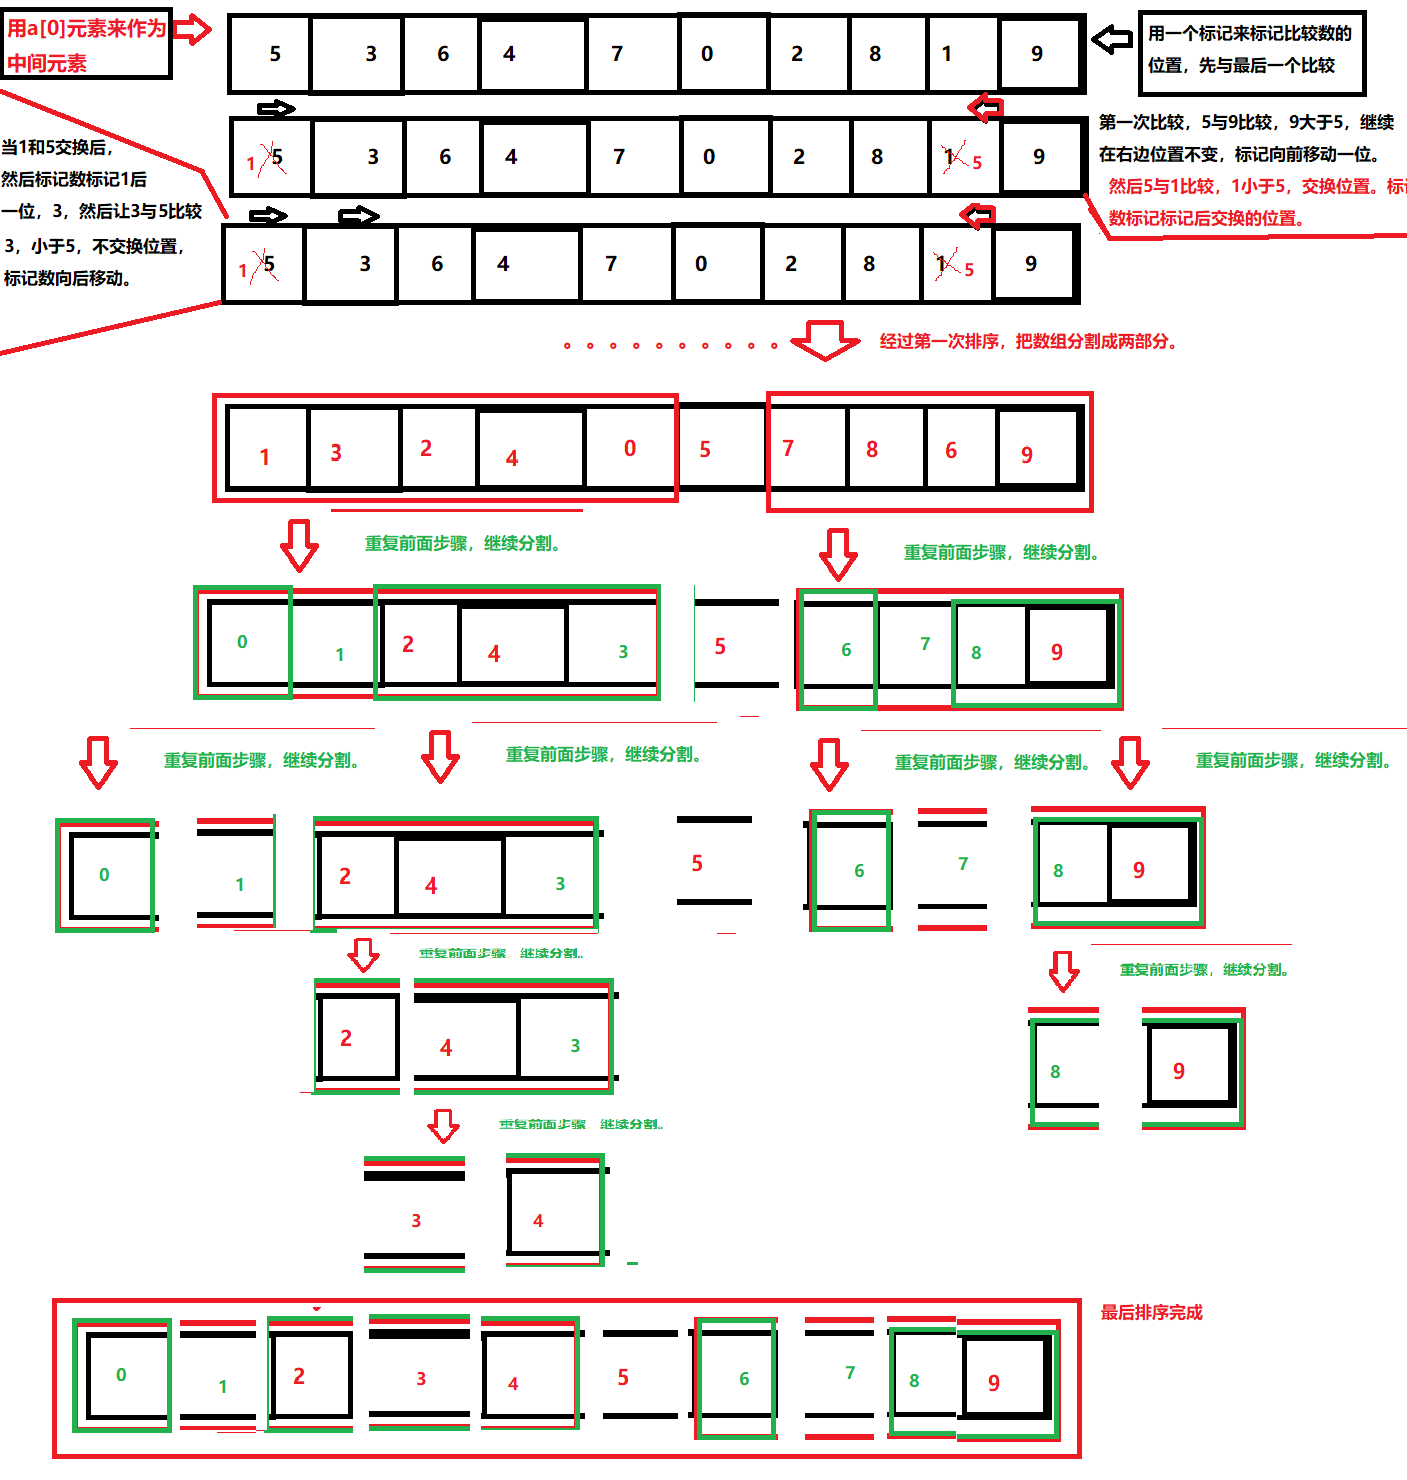 用a[0]元素来作为
中间元素
5 3 6 4 7 0 2 8 1 9
用一个标记来标记比较数的
位置，先与最后一个比较
当1和5交换后，
然后标记数标记1后
一位，3，然后让3与5比较
3，小于5，不交换位置，
标记数向后移动。
1 5 3 6 4 7 0 2 8 1 5 9
第一次比较，5与9比较，9大于5，继续
在右边位置不变，标记向前移动一位。
然后5与1比较，1小于5，交换位置。标
数标记标记后交换的位置。
1 5 3 6 4 7 0 2 8 1 5 9
。。。。。。。。。。
经过第一次排序，把数组分割成两部分。
1 3 2 4 0 5 7 8 6 9
重复前面步骤，继续分割。
重复前面步骤，继续分割。
0 1 2 4 3 5 6 7 8 9
重复前面步骤，继续分割。
重复前面步骤，继续分割。
重复前面步骤，继续分割。
重复前面步骤，继续分割。
0 1 2 4 3 5 6 7 8 9
重复前面步骤，继续分割。
重复前面步骤，继续分割。
2 4 3
8 9
重复前面步骤，继续分割。
3 4
最后排序完成
0 1 2 3 4 5 6 7 8 9